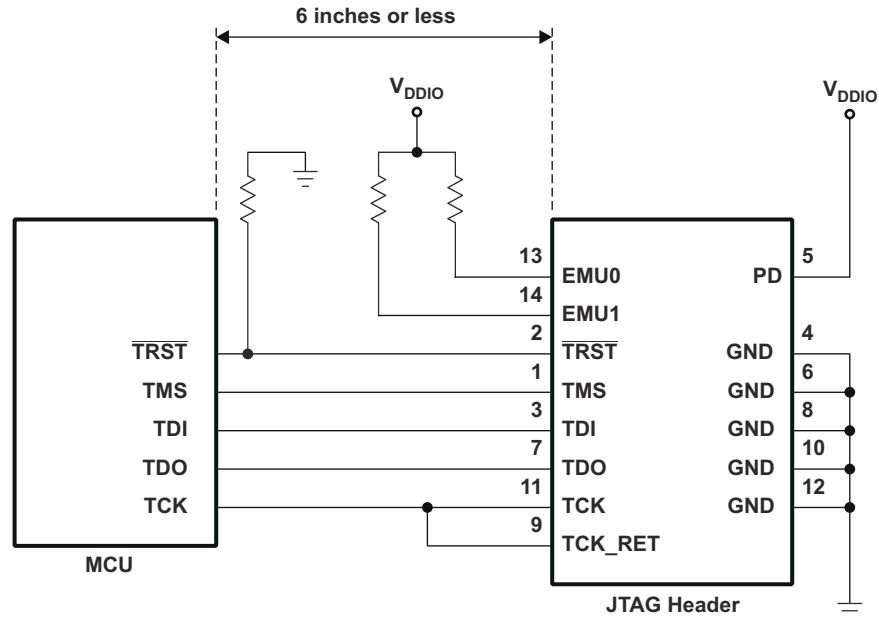 6 inches or less
VDDIO
VDDIO
13
EMU0
PD
5
14
EMU1
TRST
2
TRST
GND
4
TMS
1
TMS
GND
6
TDI
3
TDI
GND
8
TDO
7
TDO
GND
10
TCK
11
TCK
GND
12
9
TCK_RET
MCU
JTAG Header